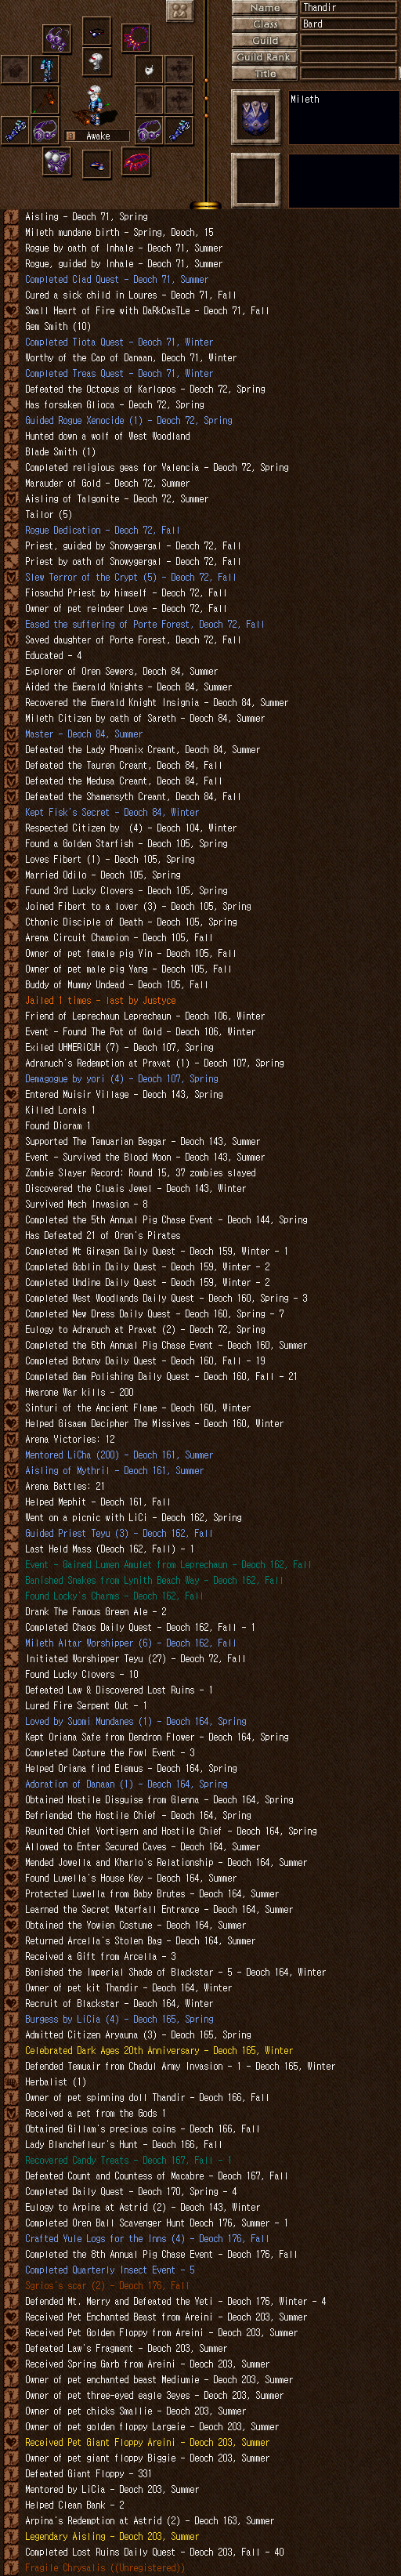 Name
Thandir
Class
Bard
Guild
Guild Rank
Title
Mileth
Awake
Aisling - Deoch 71, Spring
Mileth mundane birth - Spring, Deoch, 15
Rogue by oath of Inhale - Deoch 71, Summer
Rogue, guided by Inhale - Deoch 71, Summer
Completed Ciad Quest - Deoch 71, Summer
Cured a sick child in Loures - Deoch 71, Fall
Small Heart of Fire with DaRkCasTLe - Deoch 71, Fall
Gem Smith (10)
Completed Tiota Quest - Deoch 71, Winter
Worthy of the Cap of Danaan, Deoch 71, Winter
Completed Treas Quest - Deoch 71, Winter
Defeated the Octopus of Karlopos - Deoch 72, Spring
Has forsaken Glioca - Deoch 72, Spring
Guided Rogue Xenocide (1) - Deoch 72, Spring
Hunted down a wolf of West Woodland
Blade Smith (1)
Completed religious geas for Valencia - Deoch 72, Spring
Marauder of Gold - Deoch 72, Summer
Aisling of Talgonite - Deoch 72, Summer
Tailor (5)
Rogue Dedication - Deoch 72, Fall
Priest, guided by Snowygergal - Deoch 72, Fall
Priest by oath of Snowygergal - Deoch 72, Fall
Slew Terror of the Crypt (5) - Deoch 72, Fall
Fiosachd Priest by himself - Deoch 72, Fall
Owner of pet reindeer Love - Deoch 72, Fall
Eased the suffering of Porte Forest, Deoch 72, Fall
Saved daughter of Porte Forest, Deoch 72, Fall
Educated - 4
Explorer of Oren Sewers, Deoch 84, Summer
Aided the Emerald Knights - Deoch 84, Summer
Recovered the Emerald Knight Insignia - Deoch 84, Summer
Mileth Citizen by oath of Sareth - Deoch 84, Summer
Master - Deoch 84, Summer
Defeated the Lady Phoenix Creant, Deoch 84, Summer
Defeated the Tauren Creant, Deoch 84, Fall
Defeated the Medusa Creant, Deoch 84, Fall
Defeated the Shamensyth Creant, Deoch 84, Fall
Kept Fisk's Secret - Deoch 84, Winter
Respected Citizen by  (4) - Deoch 104, Winter
Found a Golden Starfish - Deoch 105, Spring
Loves Fibert (1) - Deoch 105, Spring
Married Odilo - Deoch 105, Spring
Found 3rd Lucky Clovers - Deoch 105, Spring
Joined Fibert to a lover (3) - Deoch 105, Spring
Cthonic Disciple of Death - Deoch 105, Spring
Arena Circuit Champion - Deoch 105, Fall
Owner of pet female pig Yin - Deoch 105, Fall
Owner of pet male pig Yang - Deoch 105, Fall
Buddy of Mummy Undead - Deoch 105, Fall
Jailed 1 times - last by Justyce
Friend of Leprechaun Leprechaun - Deoch 106, Winter
Event - Found The Pot of Gold - Deoch 106, Winter
Exiled UHMERiCUH (7) - Deoch 107, Spring
Adranuch's Redemption at Pravat (1) - Deoch 107, Spring
Demagogue by yori (4) - Deoch 107, Spring
Entered Muisir Village - Deoch 143, Spring
Killed Lorais 1
Found Dioram 1
Supported The Temuarian Beggar - Deoch 143, Summer
Event - Survived the Blood Moon - Deoch 143, Summer
Zombie Slayer Record: Round 15, 37 zombies slayed
Discovered the Cluais Jewel - Deoch 143, Winter
Survived Mech Invasion - 8
Completed the 5th Annual Pig Chase Event - Deoch 144, Spring
Has Defeated 21 of Oren's Pirates
Completed Mt Giragan Daily Quest - Deoch 159, Winter - 1
Completed Goblin Daily Quest - Deoch 159, Winter - 2
Completed Undine Daily Quest - Deoch 159, Winter - 2
Completed West Woodlands Daily Quest - Deoch 160, Spring - 3
Completed New Dress Daily Quest - Deoch 160, Spring - 7
Eulogy to Adranuch at Pravat (2) - Deoch 72, Spring
Completed the 6th Annual Pig Chase Event - Deoch 160, Summer
Completed Botany Daily Quest - Deoch 160, Fall - 19
Completed Gem Polishing Daily Quest - Deoch 160, Fall - 21
Hwarone War kills - 200
Sinturi of the Ancient Flame - Deoch 160, Winter
Helped Gisaem Decipher The Missives - Deoch 160, Winter
Arena Victories: 12
Mentored LiCha (200) - Deoch 161, Summer
Aisling of Mythril - Deoch 161, Summer
Arena Battles: 21
Helped Mephit - Deoch 161, Fall
Went on a picnic with LiCi - Deoch 162, Spring
Guided Priest Teyu (3) - Deoch 162, Fall
Last Held Mass (Deoch 162, Fall) - 1
Event - Gained Lumen Amulet from Leprechaun - Deoch 162, Fall
Banished Snakes from Lynith Beach Way - Deoch 162, Fall
Found Locky's Charms - Deoch 162, Fall
Drank The Famous Green Ale - 2
Completed Chaos Daily Quest - Deoch 162, Fall - 1
Mileth Altar Worshipper (6) - Deoch 162, Fall
Initiated Worshipper Teyu (27) - Deoch 72, Fall
Found Lucky Clovers - 10
Defeated Law & Discovered Lost Ruins - 1
Lured Fire Serpent Out - 1
Loved by Suomi Mundanes (1) - Deoch 164, Spring
Kept Oriana Safe from Dendron Flower - Deoch 164, Spring
Completed Capture the Fowl Event - 3
Helped Oriana find Elemus - Deoch 164, Spring
Adoration of Danaan (1) - Deoch 164, Spring
Obtained Hostile Disguise from Glenna - Deoch 164, Spring
Befriended the Hostile Chief - Deoch 164, Spring
Reunited Chief Vortigern and Hostile Chief - Deoch 164, Spring
Allowed to Enter Secured Caves - Deoch 164, Summer
Mended Jowella and Kharlo's Relationship - Deoch 164, Summer
Found Luwella's House Key - Deoch 164, Summer
Protected Luwella from Baby Brutes - Deoch 164, Summer
Learned the Secret Waterfall Entrance - Deoch 164, Summer
Obtained the Yowien Costume - Deoch 164, Summer
Returned Arcella's Stolen Bag - Deoch 164, Summer
Received a Gift from Arcella - 3
Banished the Imperial Shade of Blackstar - 5 - Deoch 164, Winter
Owner of pet kit Thandir - Deoch 164, Winter
Recruit of Blackstar - Deoch 164, Winter
Burgess by LiCia (4) - Deoch 165, Spring
Admitted Citizen Aryauna (3) - Deoch 165, Spring
Celebrated Dark Ages 20th Anniversary - Deoch 165, Winter
Defended Temuair from Chadul Army Invasion - 1 - Deoch 165, Winter
Herbalist (1)
Owner of pet spinning doll Thandir - Deoch 166, Fall
Received a pet from the Gods 1
Obtained Gillam's precious coins - Deoch 166, Fall
Lady Blanchefleur's Hunt - Deoch 166, Fall
Recovered Candy Treats - Deoch 167, Fall - 1
Defeated Count and Countess of Macabre - Deoch 167, Fall
Completed Daily Quest - Deoch 170, Spring - 4
Eulogy to Arpina at Astrid (2) - Deoch 143, Winter
Completed Oren Ball Scavenger Hunt Deoch 176, Summer - 1
Crafted Yule Logs for the Inns (4) - Deoch 176, Fall
Completed the 8th Annual Pig Chase Event - Deoch 176, Fall
Completed Quarterly Insect Event - 5
Sgrios's scar (2) - Deoch 176, Fall
Defended Mt. Merry and Defeated the Yeti - Deoch 176, Winter - 4
Received Pet Enchanted Beast from Areini - Deoch 203, Summer
Received Pet Golden Floppy from Areini - Deoch 203, Summer
Defeated Law's Fragment - Deoch 203, Summer
Received Spring Garb from Areini - Deoch 203, Summer
Owner of pet enchanted beast Mediumie - Deoch 203, Summer
Owner of pet three-eyed eagle 3eyes - Deoch 203, Summer
Owner of pet chicks Smallie - Deoch 203, Summer
Owner of pet golden floppy Largeie - Deoch 203, Summer
Received Pet Giant Floppy Areini - Deoch 203, Summer
Owner of pet giant floppy Biggie - Deoch 203, Summer
Defeated Giant Floppy - 331
Mentored by LiCia - Deoch 203, Summer
Helped Clean Bank - 2
Arpina's Redemption at Astrid (2) - Deoch 163, Summer
Legendary Aisling - Deoch 203, Summer
Completed Lost Ruins Daily Quest - Deoch 203, Fall - 40
Fragile Chrysalis ((Unregistered))